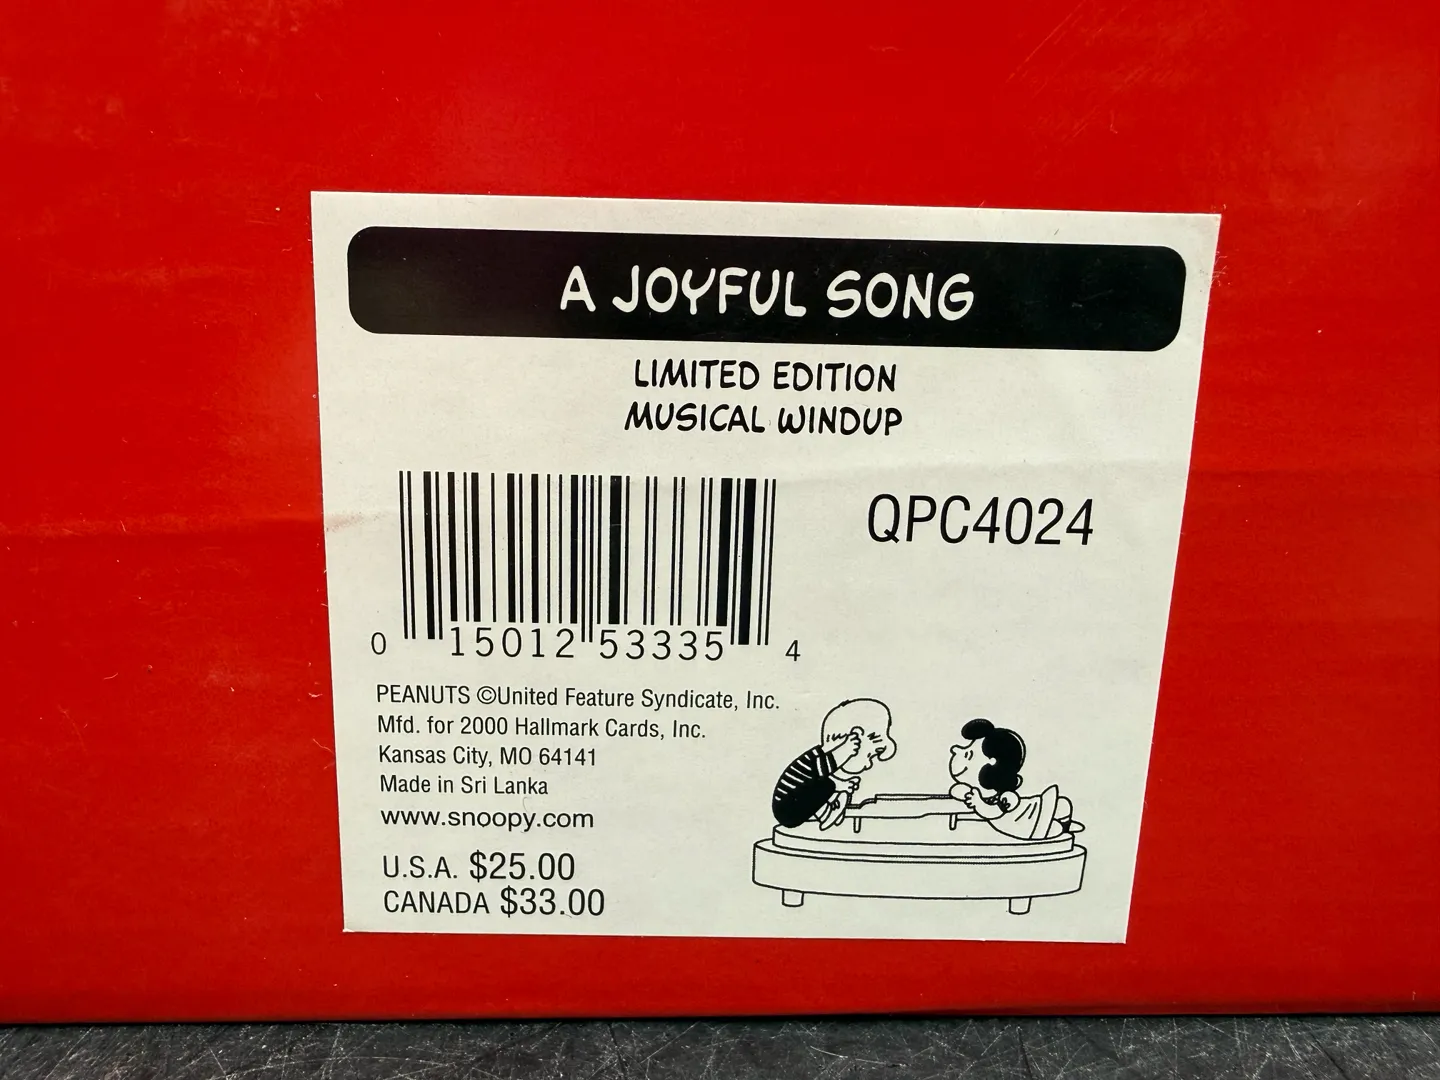 A JOYFUL SONG
LIMITED EDITION
MUSICAL WINDUP
QPC4024
0 15012 53335 4
PEANUTS ©United Feature Syndicate, Inc.
Mfd. for 2000 Hallmark Cards, Inc.
Kansas City, MO 64141
Made in Sri Lanka
www.snoopy.com
U.S.A. $25.00
CANADA $33.00